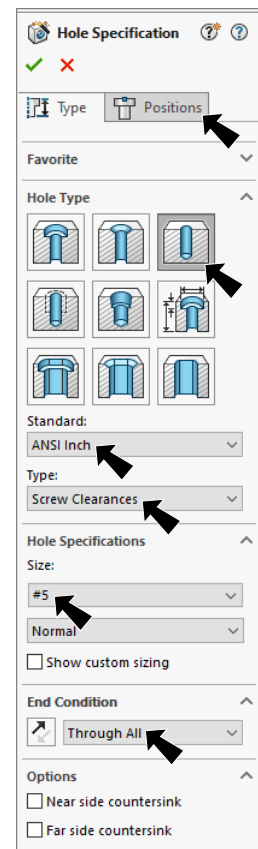 Hole Specification
Type Positions
Favorite
Hole Type
Standard:
ANSI Inch
Type:
Screw Clearances
Hole Specifications
Size:
#5
Normal
Show custom sizing
End Condition
Through All
Options
Near side countersink
Far side countersink